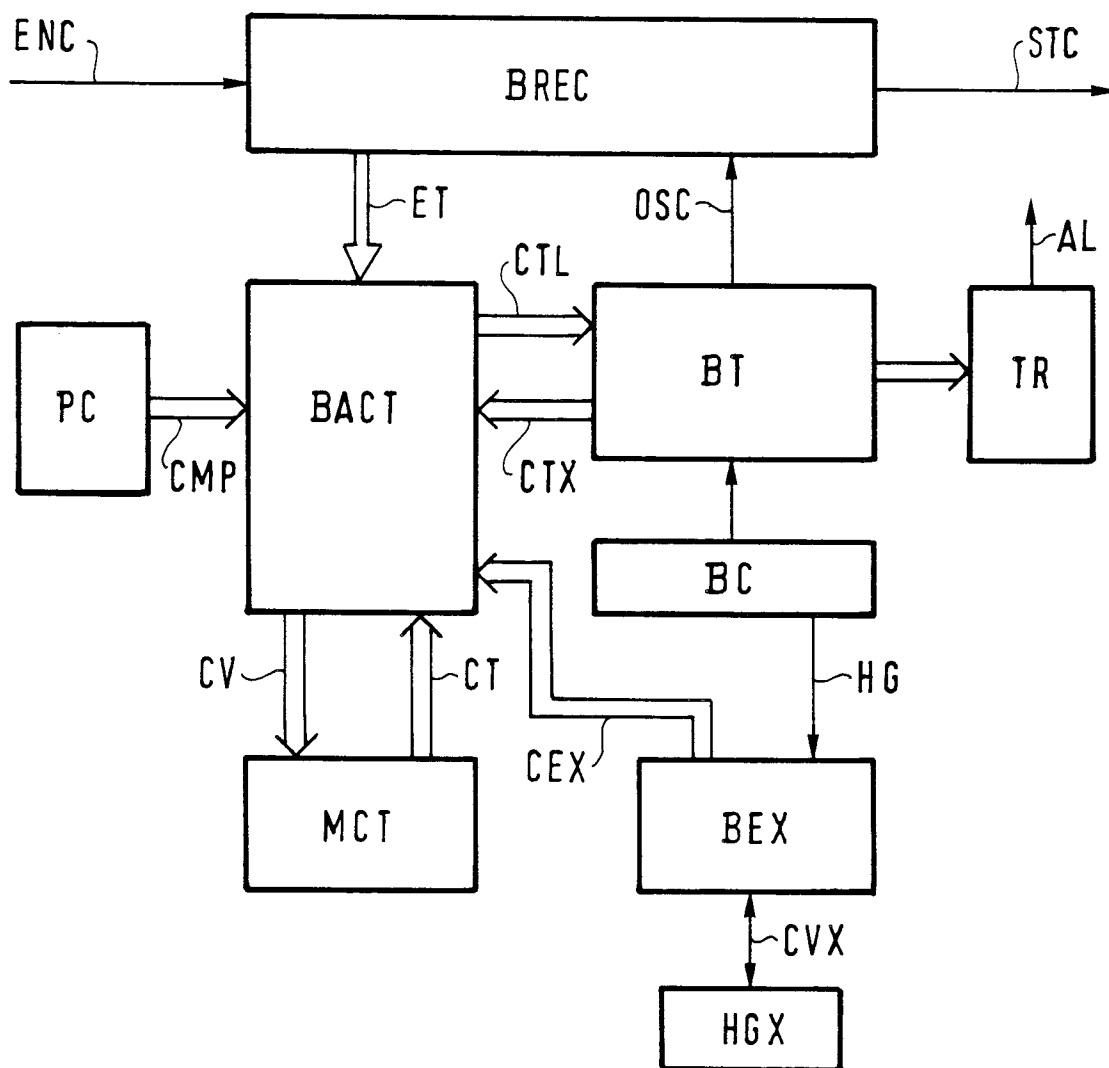 ENC
BREC
STC
ET
OSC
AL
CTL
PC
BACT
BT
TR
CMP
CTX
BC
CV
CT
HG
CEX
MCT
BEX
CVX
HGX